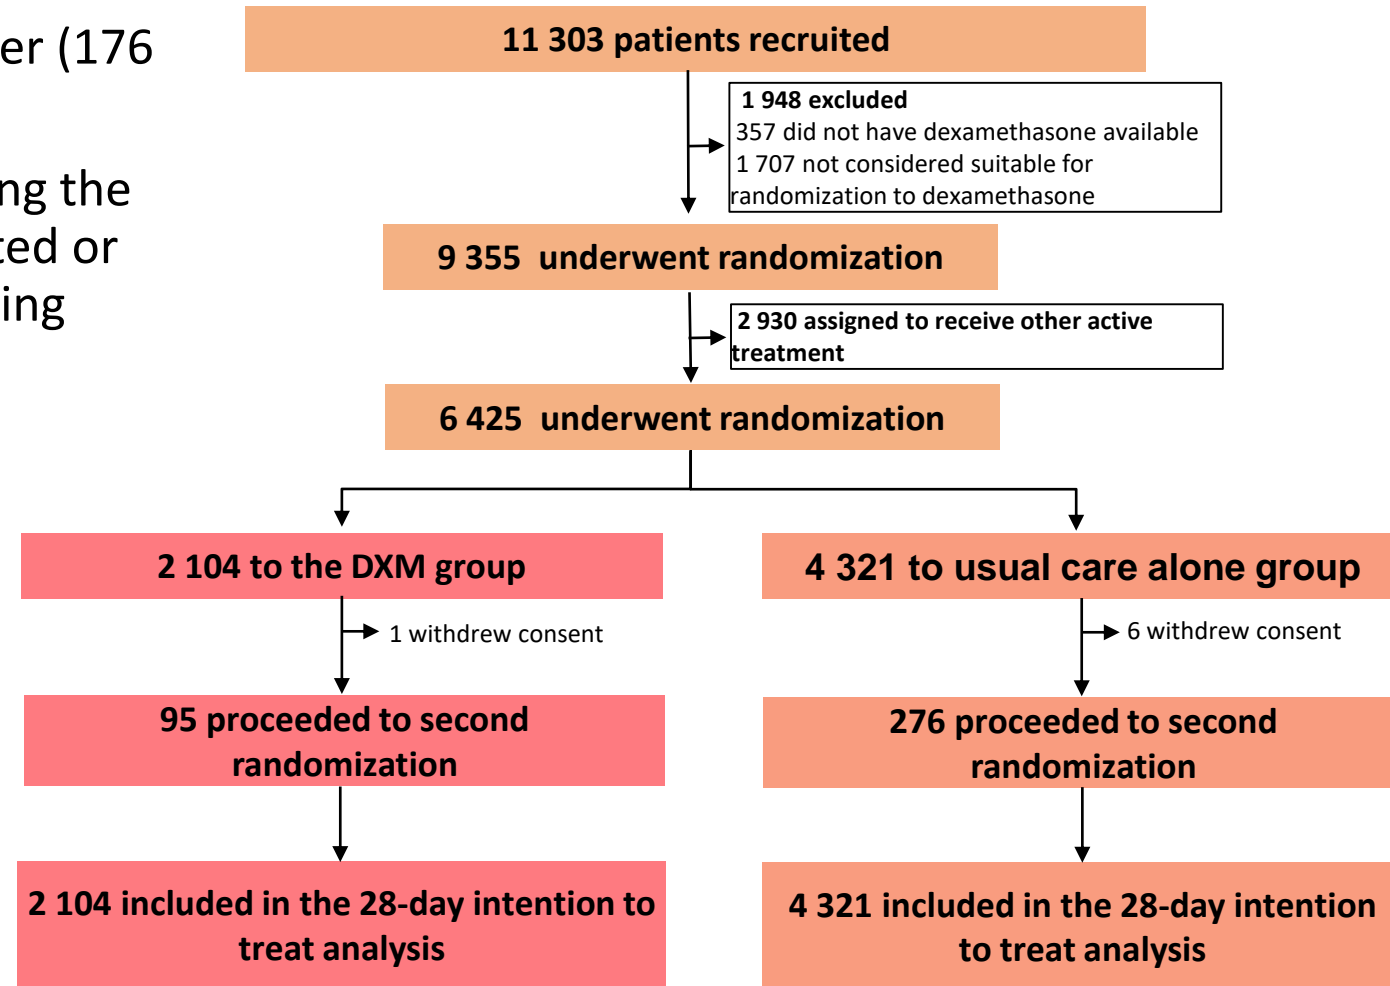 er (176
ng the
ted or
ing
11 303 patients recruited
1 948 excluded
357 did not have dexamethasone available
1 707 not considered suitable for
randomization to dexamethasone
9 355 underwent randomization
2 930 assigned to receive other active
treatment
6 425 underwent randomization
2 104 to the DXM group
4 321 to usual care alone group
1 withdrew consent
6 withdrew consent
95 proceeded to second
randomization
276 proceeded to second
randomization
2 104 included in the 28-day intention to
treat analysis
4 321 included in the 28-day intention
to treat analysis